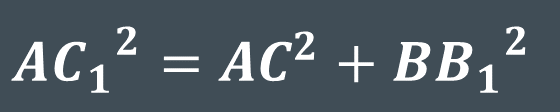 AC₁² = AC² + BB₁²